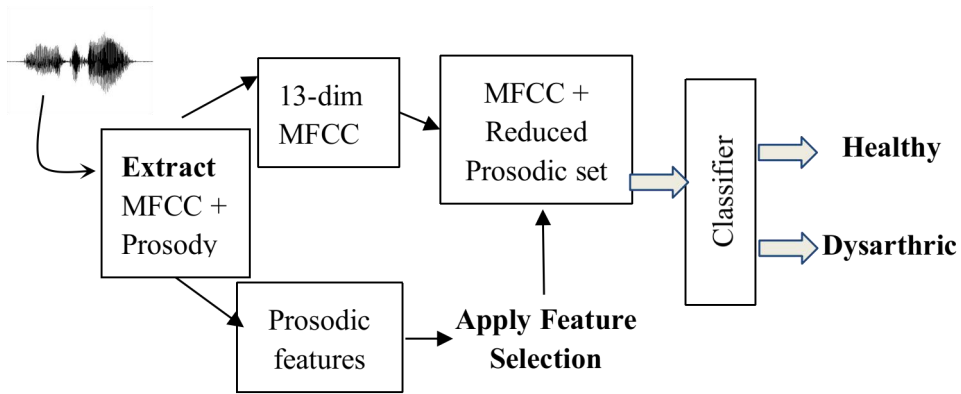 Extract
MFCC +
Prosody
13-dim
MFCC
Prosodic
features
Apply Feature
Selection
MFCC +
Reduced
Prosodic set
Classifier
Healthy
Dysarthric